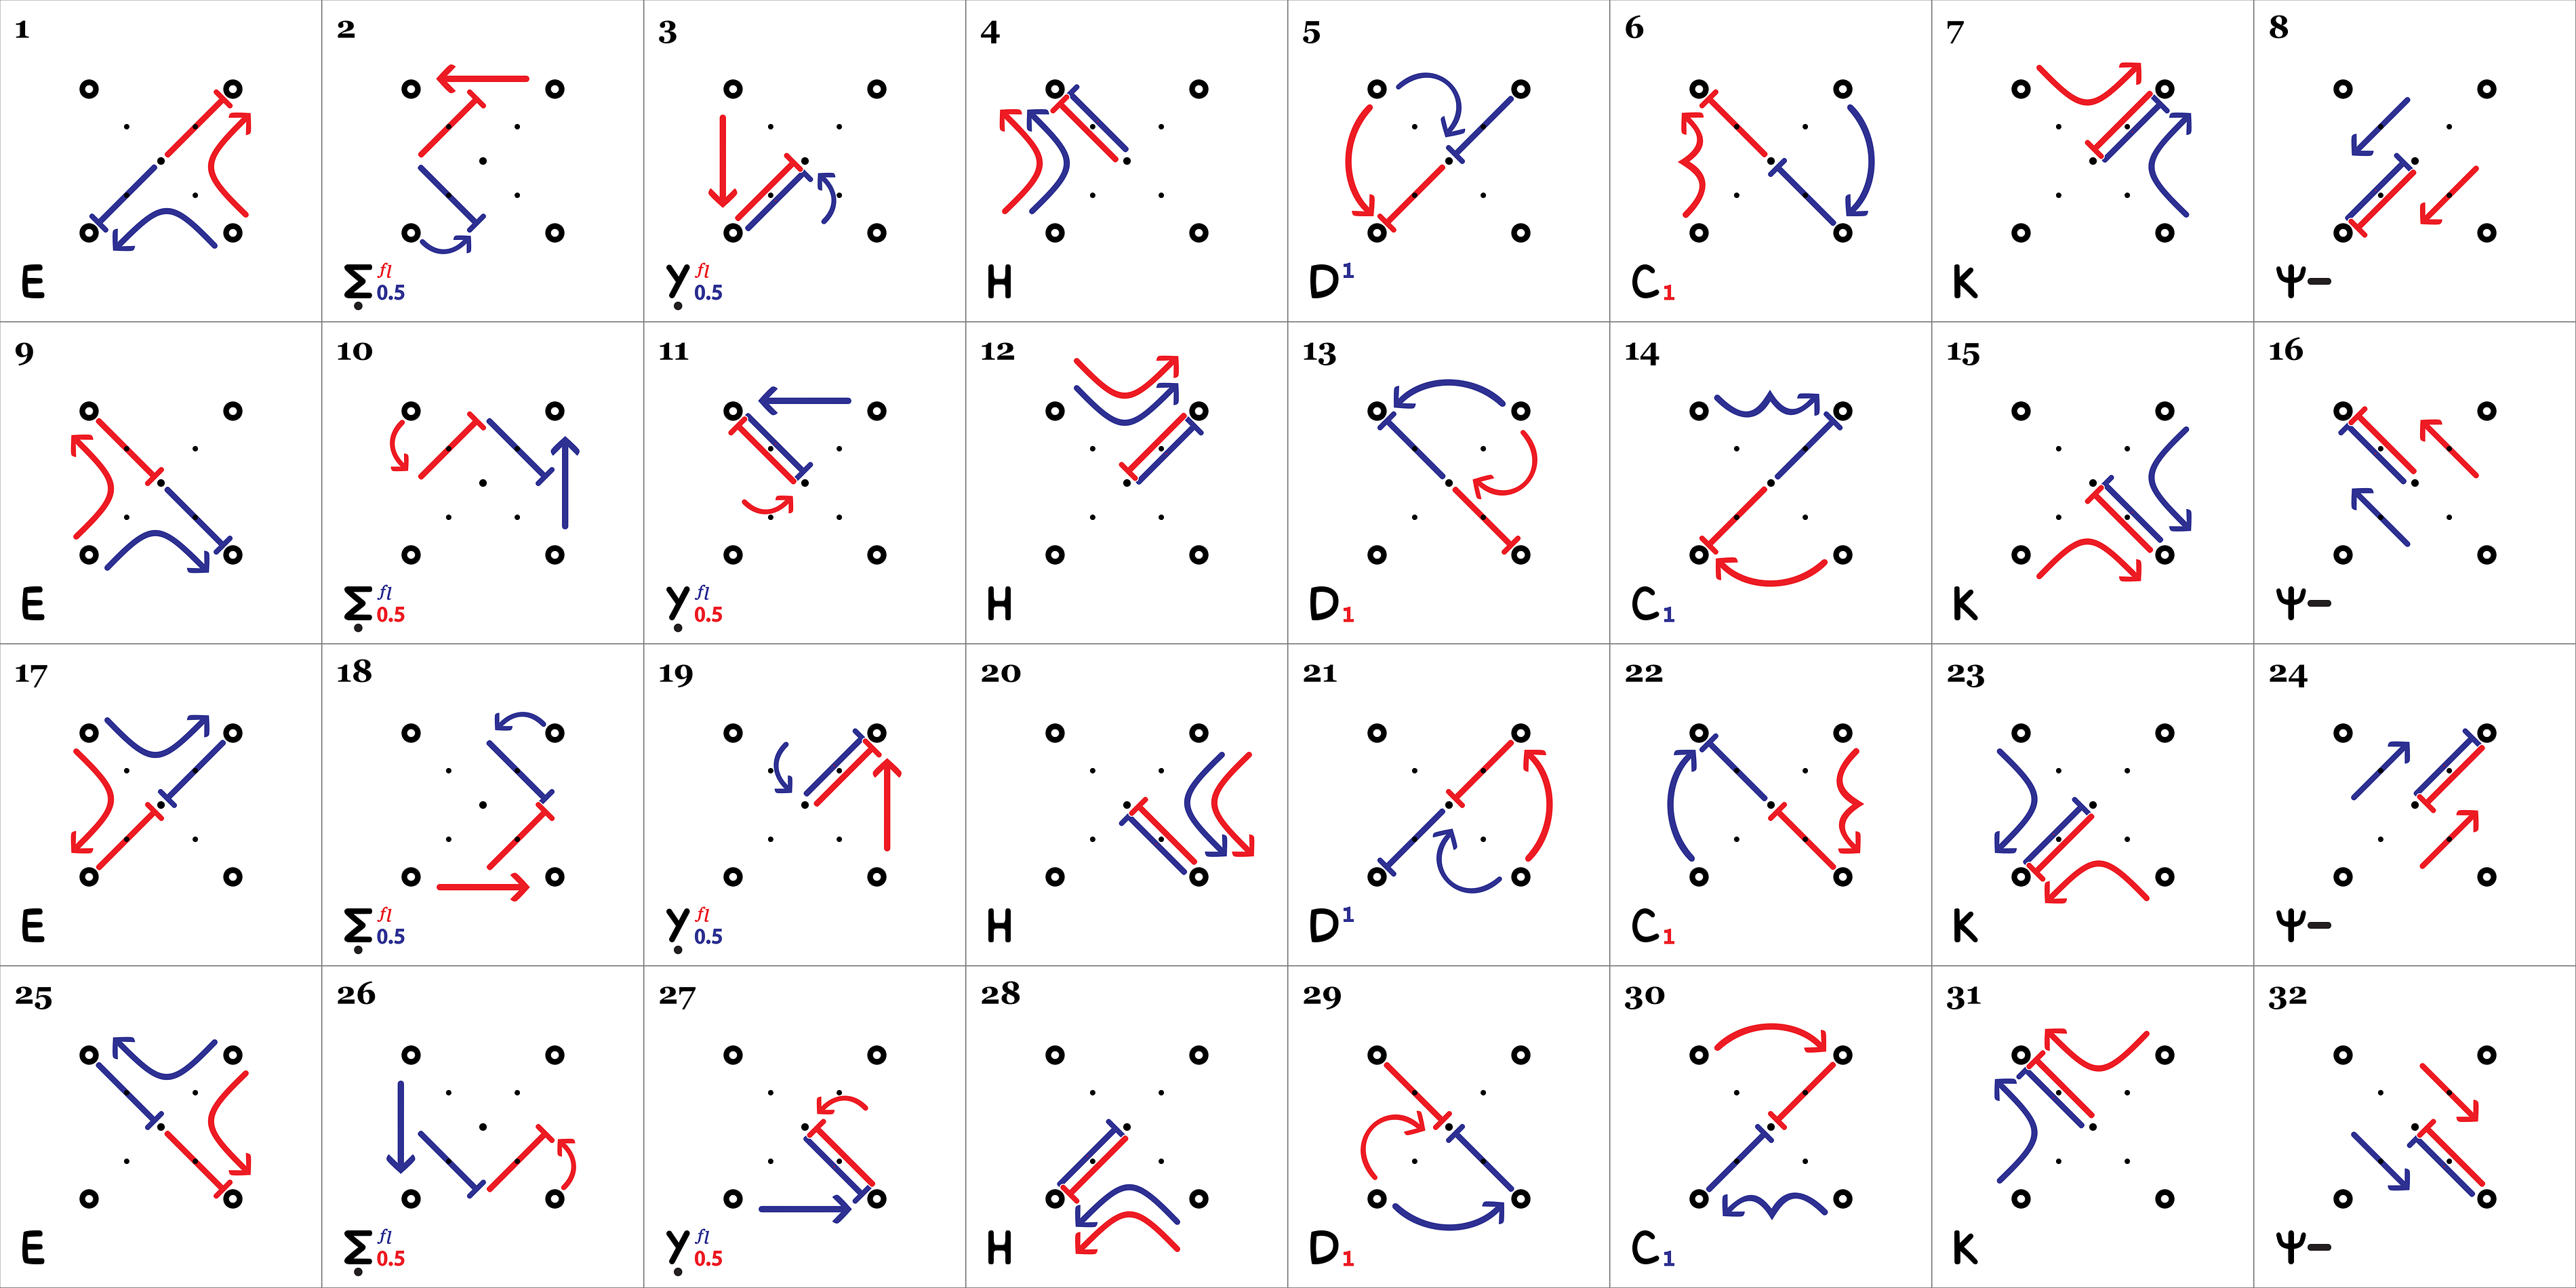 1 2 3 4 5 6 7 8
E Σ̣ fl 0.5 Ỵ fl 0.5 H D¹ C₁ K Ψ–
9 10 11 12 13 14 15 16
E Σ̣ fl 0.5 Ỵ fl 0.5 H D₁ C₁ K Ψ–
17 18 19 20 21 22 23 24
E Σ̣ fl 0.5 Ỵ fl 0.5 H D¹ C₁ K Ψ–
25 26 27 28 29 30 31 32
E Σ̣ fl 0.5 Ỵ fl 0.5 H D₁ C₁ K Ψ–